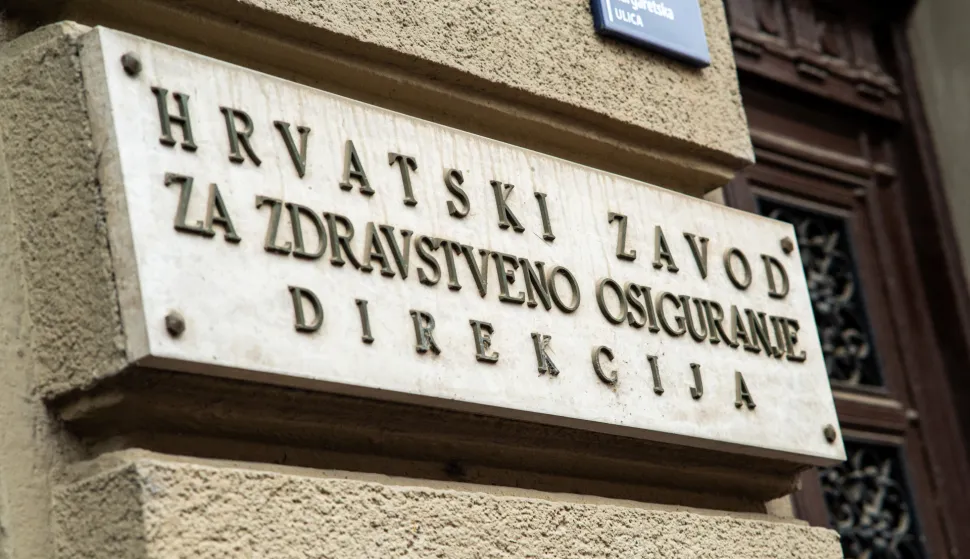 ULICA
HRVATSKI ZAVOD
ZA ZDRAVSTVENO OSIGURANJE
DIREKCIJA